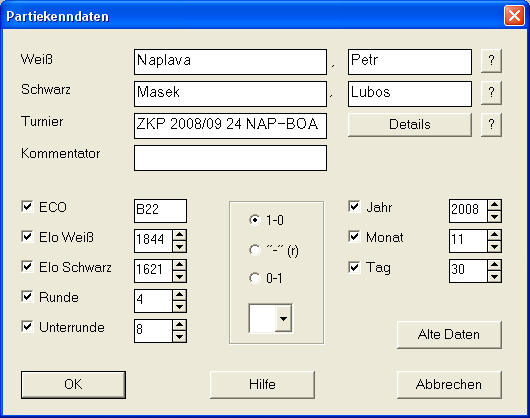 Partiekenndaten
Weiß Naplava , Petr ?
Schwarz Masek , Lubos ?
Turnier ZKP 2008/09 24 NAP-BOA Details ?
Kommentator
ECO B22 1-0 Jahr 2008
Elo Weiß 1844 "-" (r) Monat 11
Elo Schwarz 1621 0-1 Tag 30
Runde 4
Unterrunde 8 Alte Daten
OK Hilfe Abbrechen